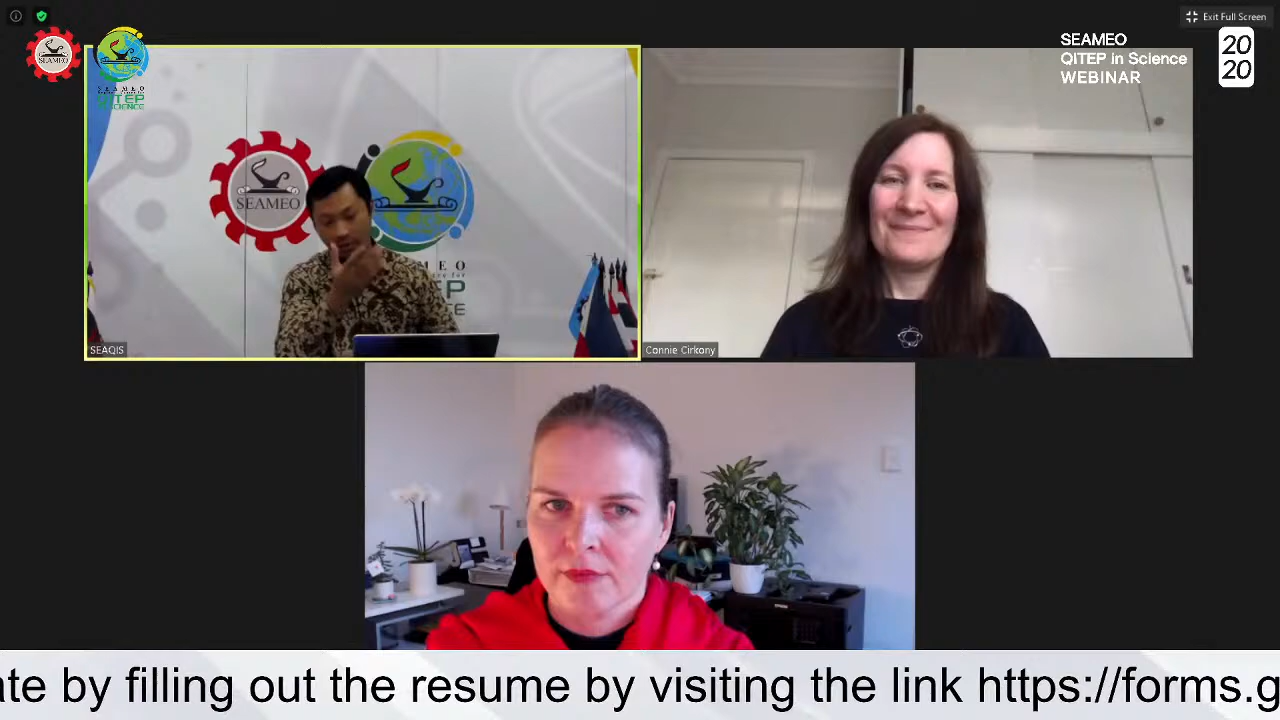 Exit Full Screen
SEAMEO
SEAMEO
QITEP in Science
WEBINAR
20
20
SEAMEO
QITEP
SCIENCE
SEAMEO
SEAQIS
Connie Cirkony
ate by filling out the resume by visiting the link https://forms.g